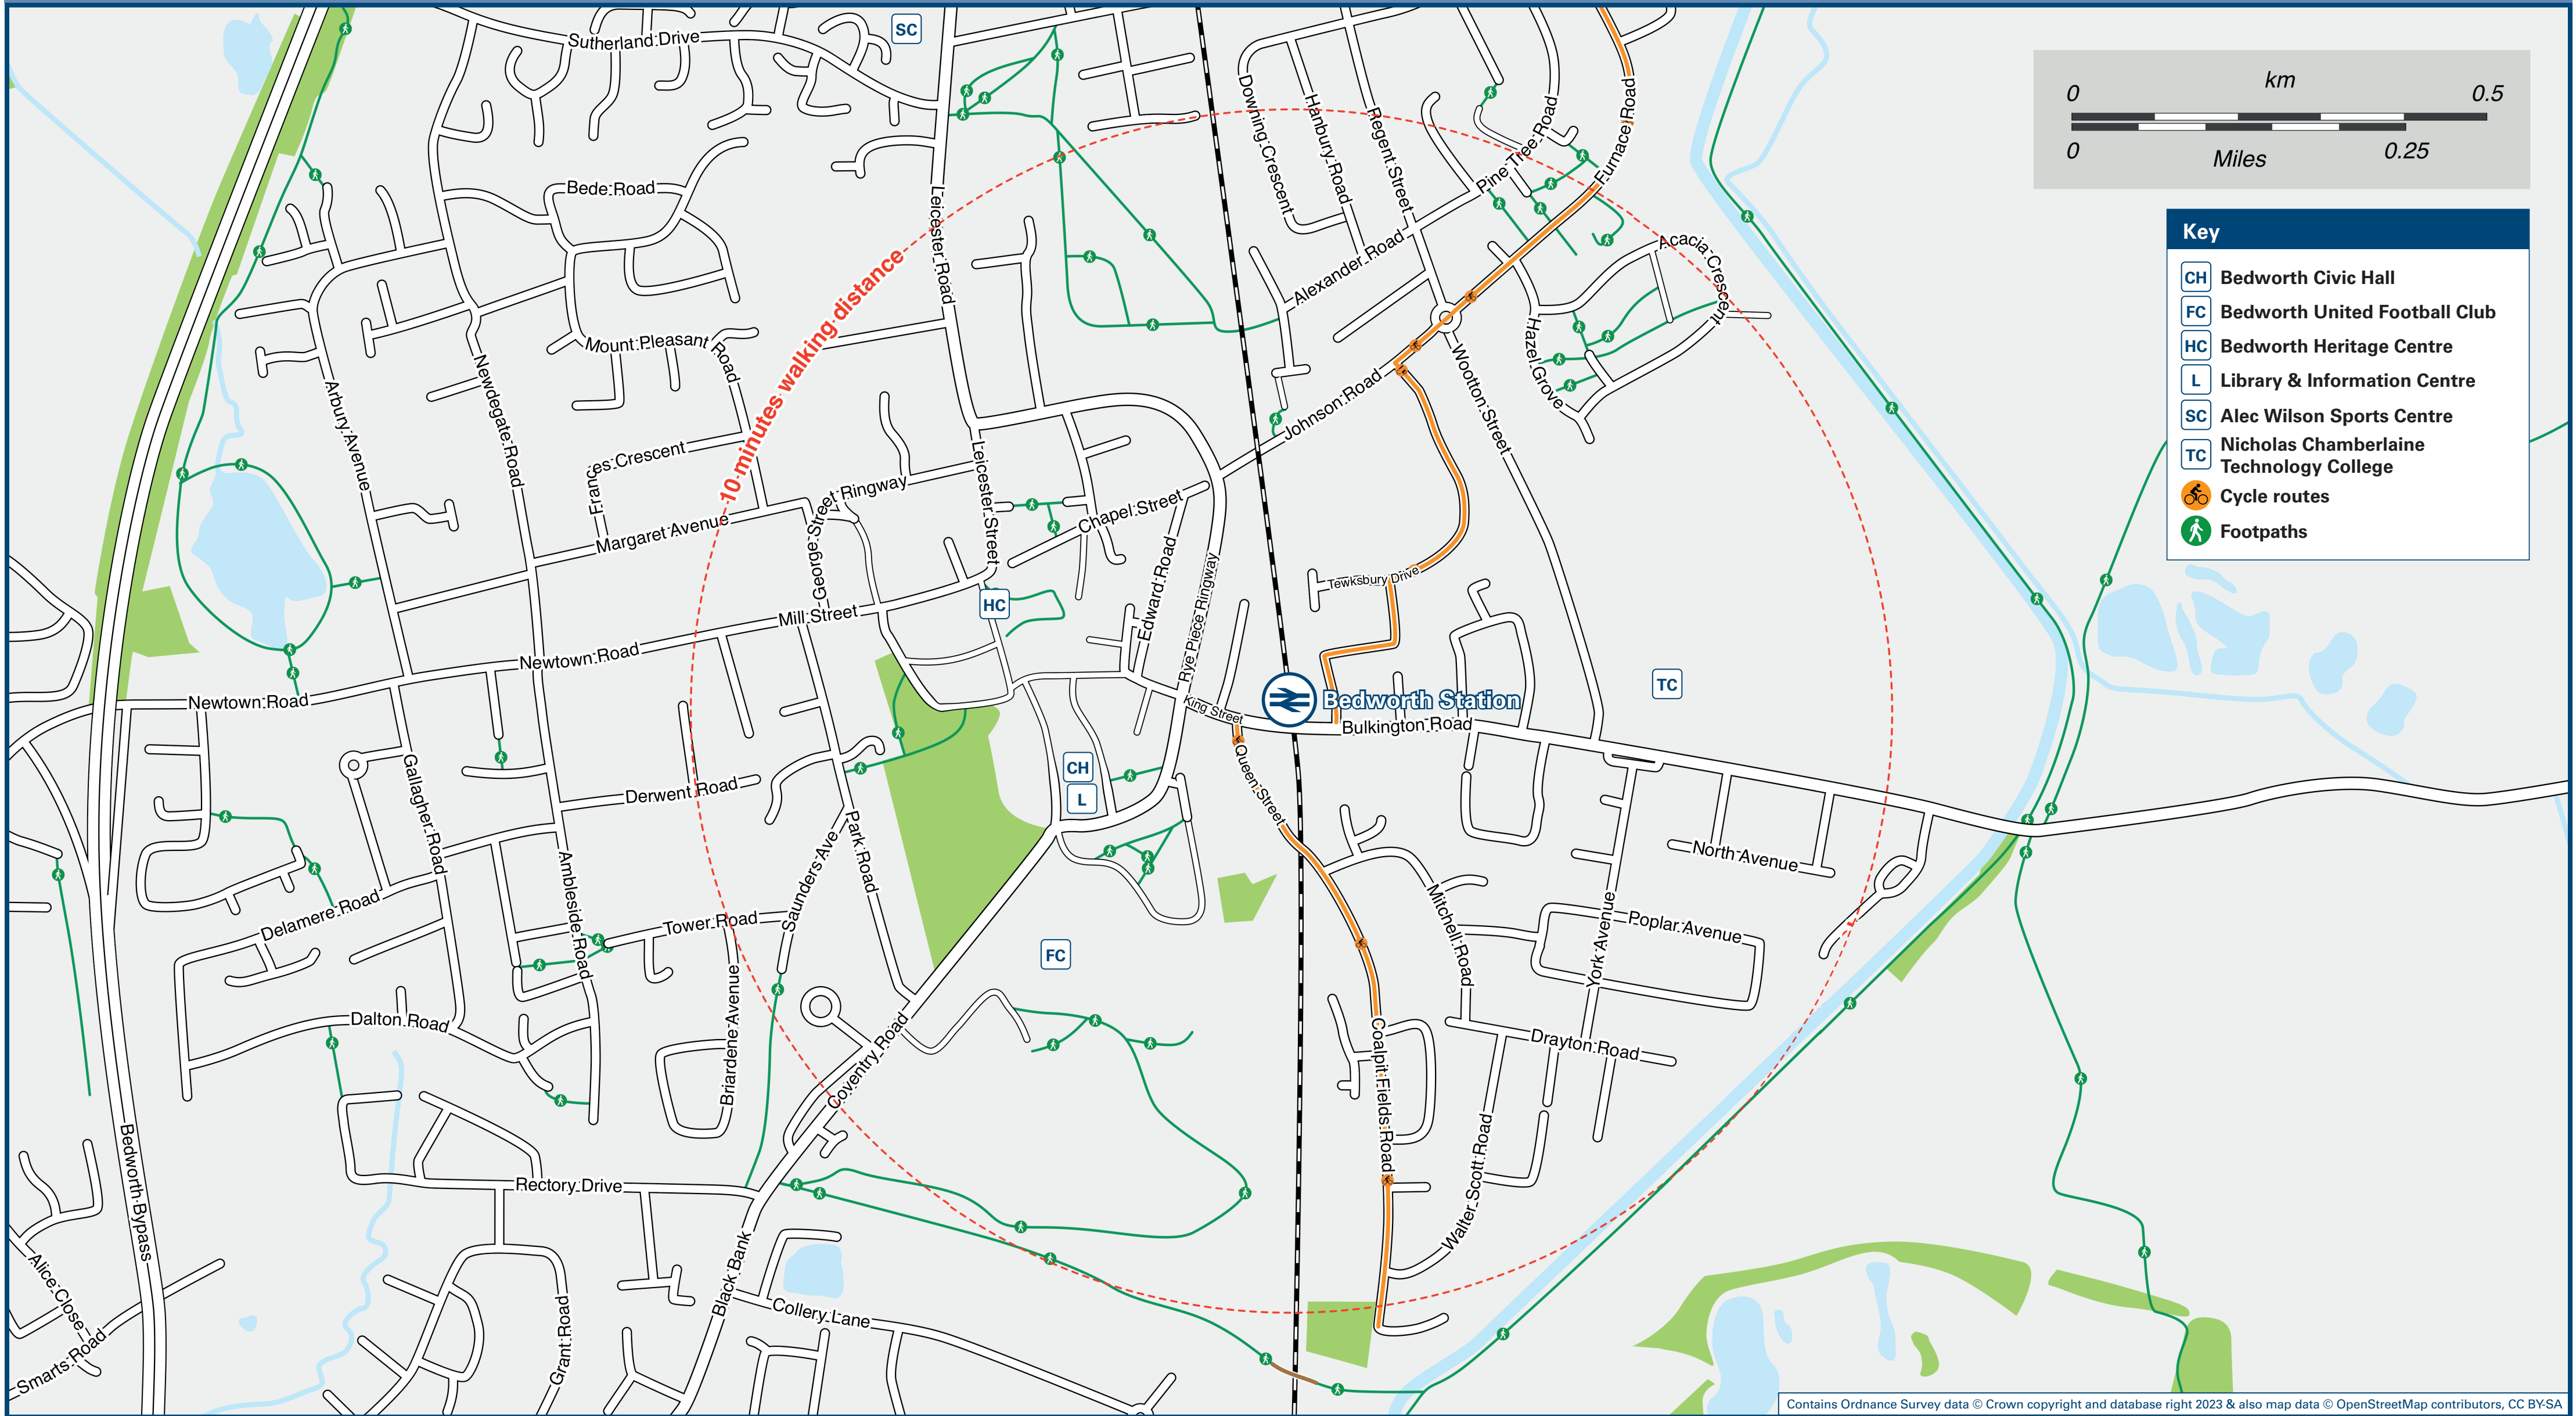 SC
Sutherland Drive
km
0
0.5
0
Miles
0.25
Downing Crescent
Hanbury Road
Regent Street
Pine Tree Road
Furnace Road
Bede Road
Leicester Road
Key
CH Bedworth Civic Hall
FC Bedworth United Football Club
HC Bedworth Heritage Centre
L Library & Information Centre
SC Alec Wilson Sports Centre
TC Nicholas Chamberlaine
Technology College
Cycle routes
Footpaths
Alexander Road
Acacia Crescent
10 minutes walking distance
Mount Pleasant Road
Hazel Grove
Wootton Street
Arbury Avenue
Newdegate Road
Johnson Road
Frances Crescent
Leicester Street
Street Ringway
Margaret Avenue
Chapel Street
George Street
Edward Road
Rye Piece Ringway
Tewksbury Drive
HC
Mill Street
Newtown Road
Newtown Road
TC
Bedworth Station
King Street
Bulkington Road
Queen Street
CH
L
Gallagher Road
Derwent Road
Park Road
Saunders Ave
North Avenue
Ambleside Road
Delamere Road
Tower Road
Mitchell Road
York Avenue
Poplar Avenue
FC
Briardene Avenue
Dalton Road
Coventry Road
Coalpit Fields Road
Drayton Road
Bedworth Bypass
Rectory Drive
Walter Scott Road
Alice Close
Smarts Road
Black Bank
Grant Road
Collery Lane
Contains Ordnance Survey data © Crown copyright and database right 2023 & also map data © OpenStreetMap contributors, CC BY-SA